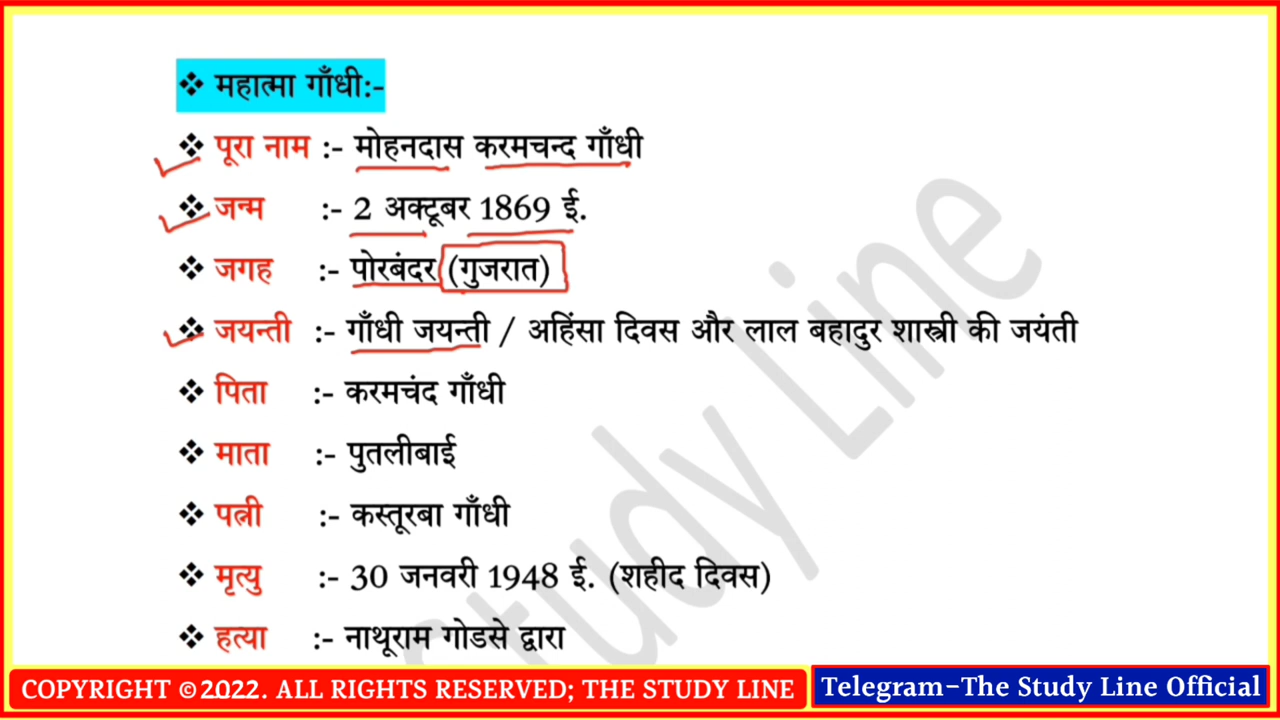 ❖ महात्मा गाँधी:-
❖ पूरा नाम :- मोहनदास करमचन्द गाँधी
❖ जन्म :- 2 अक्टूबर 1869 ई.
❖ जगह :- पोरबंदर (गुजरात)
❖ जयन्ती :- गाँधी जयन्ती / अहिंसा दिवस और लाल बहादुर शास्त्री की जयंती
❖ पिता :- करमचंद गाँधी
❖ माता :- पुतलीबाई
❖ पत्नी :- कस्तूरबा गाँधी
❖ मृत्यु :- 30 जनवरी 1948 ई. (शहीद दिवस)
❖ हत्या :- नाथूराम गोडसे द्वारा
Study Line
COPYRIGHT ©2022. ALL RIGHTS RESERVED; THE STUDY LINE
Telegram-The Study Line Official